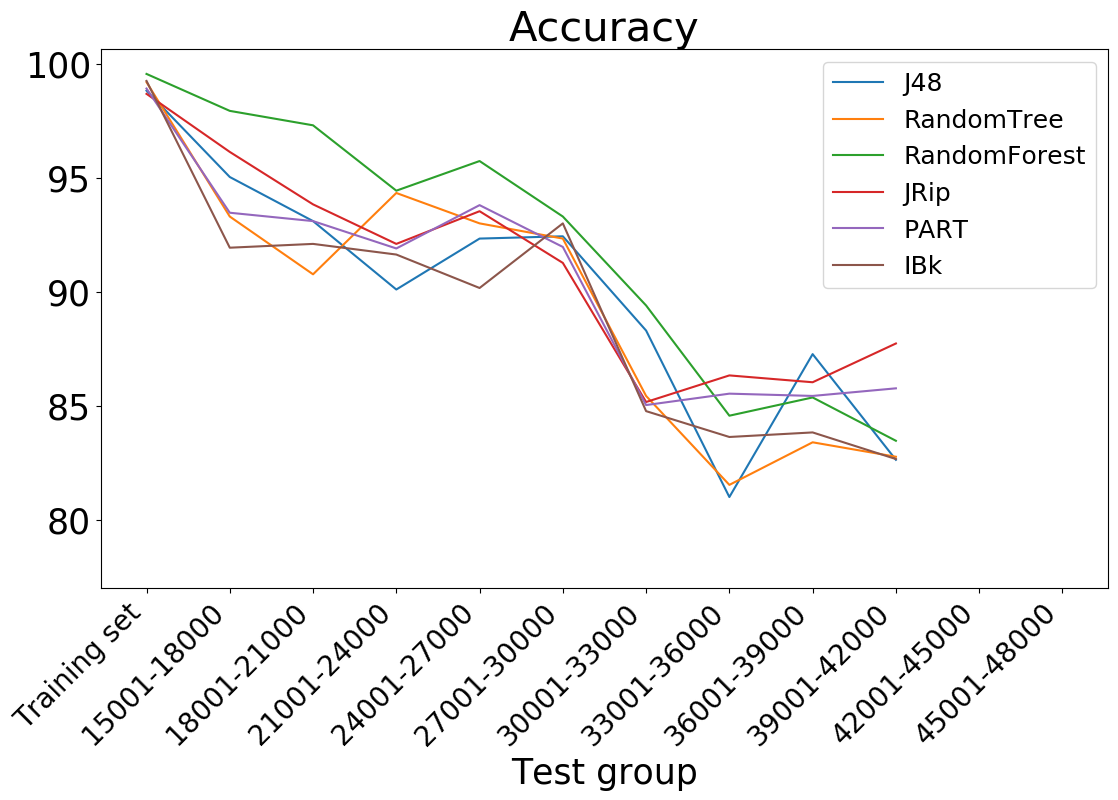 Accuracy
100
95
90
85
80
J48
RandomTree
RandomForest
JRip
PART
IBk
Training set
15001-18000
18001-21000
21001-24000
24001-27000
27001-30000
30001-33000
33001-36000
36001-39000
39001-42000
42001-45000
45001-48000
Test group